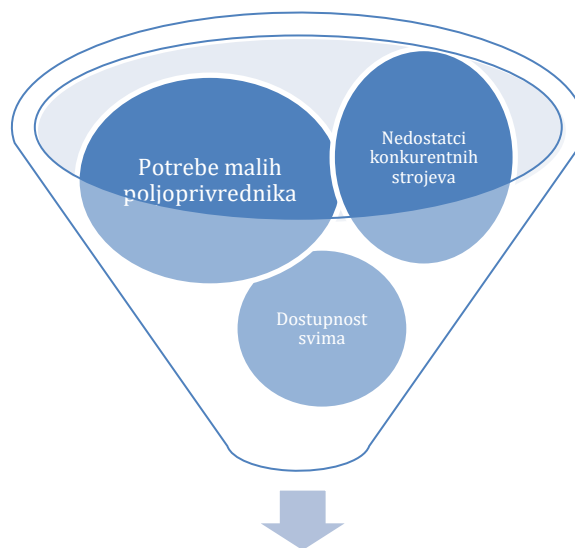 Potrebe malih
poljoprivrednika
Nedostatci
konkurentnih
strojeva
Dostupnost
svima